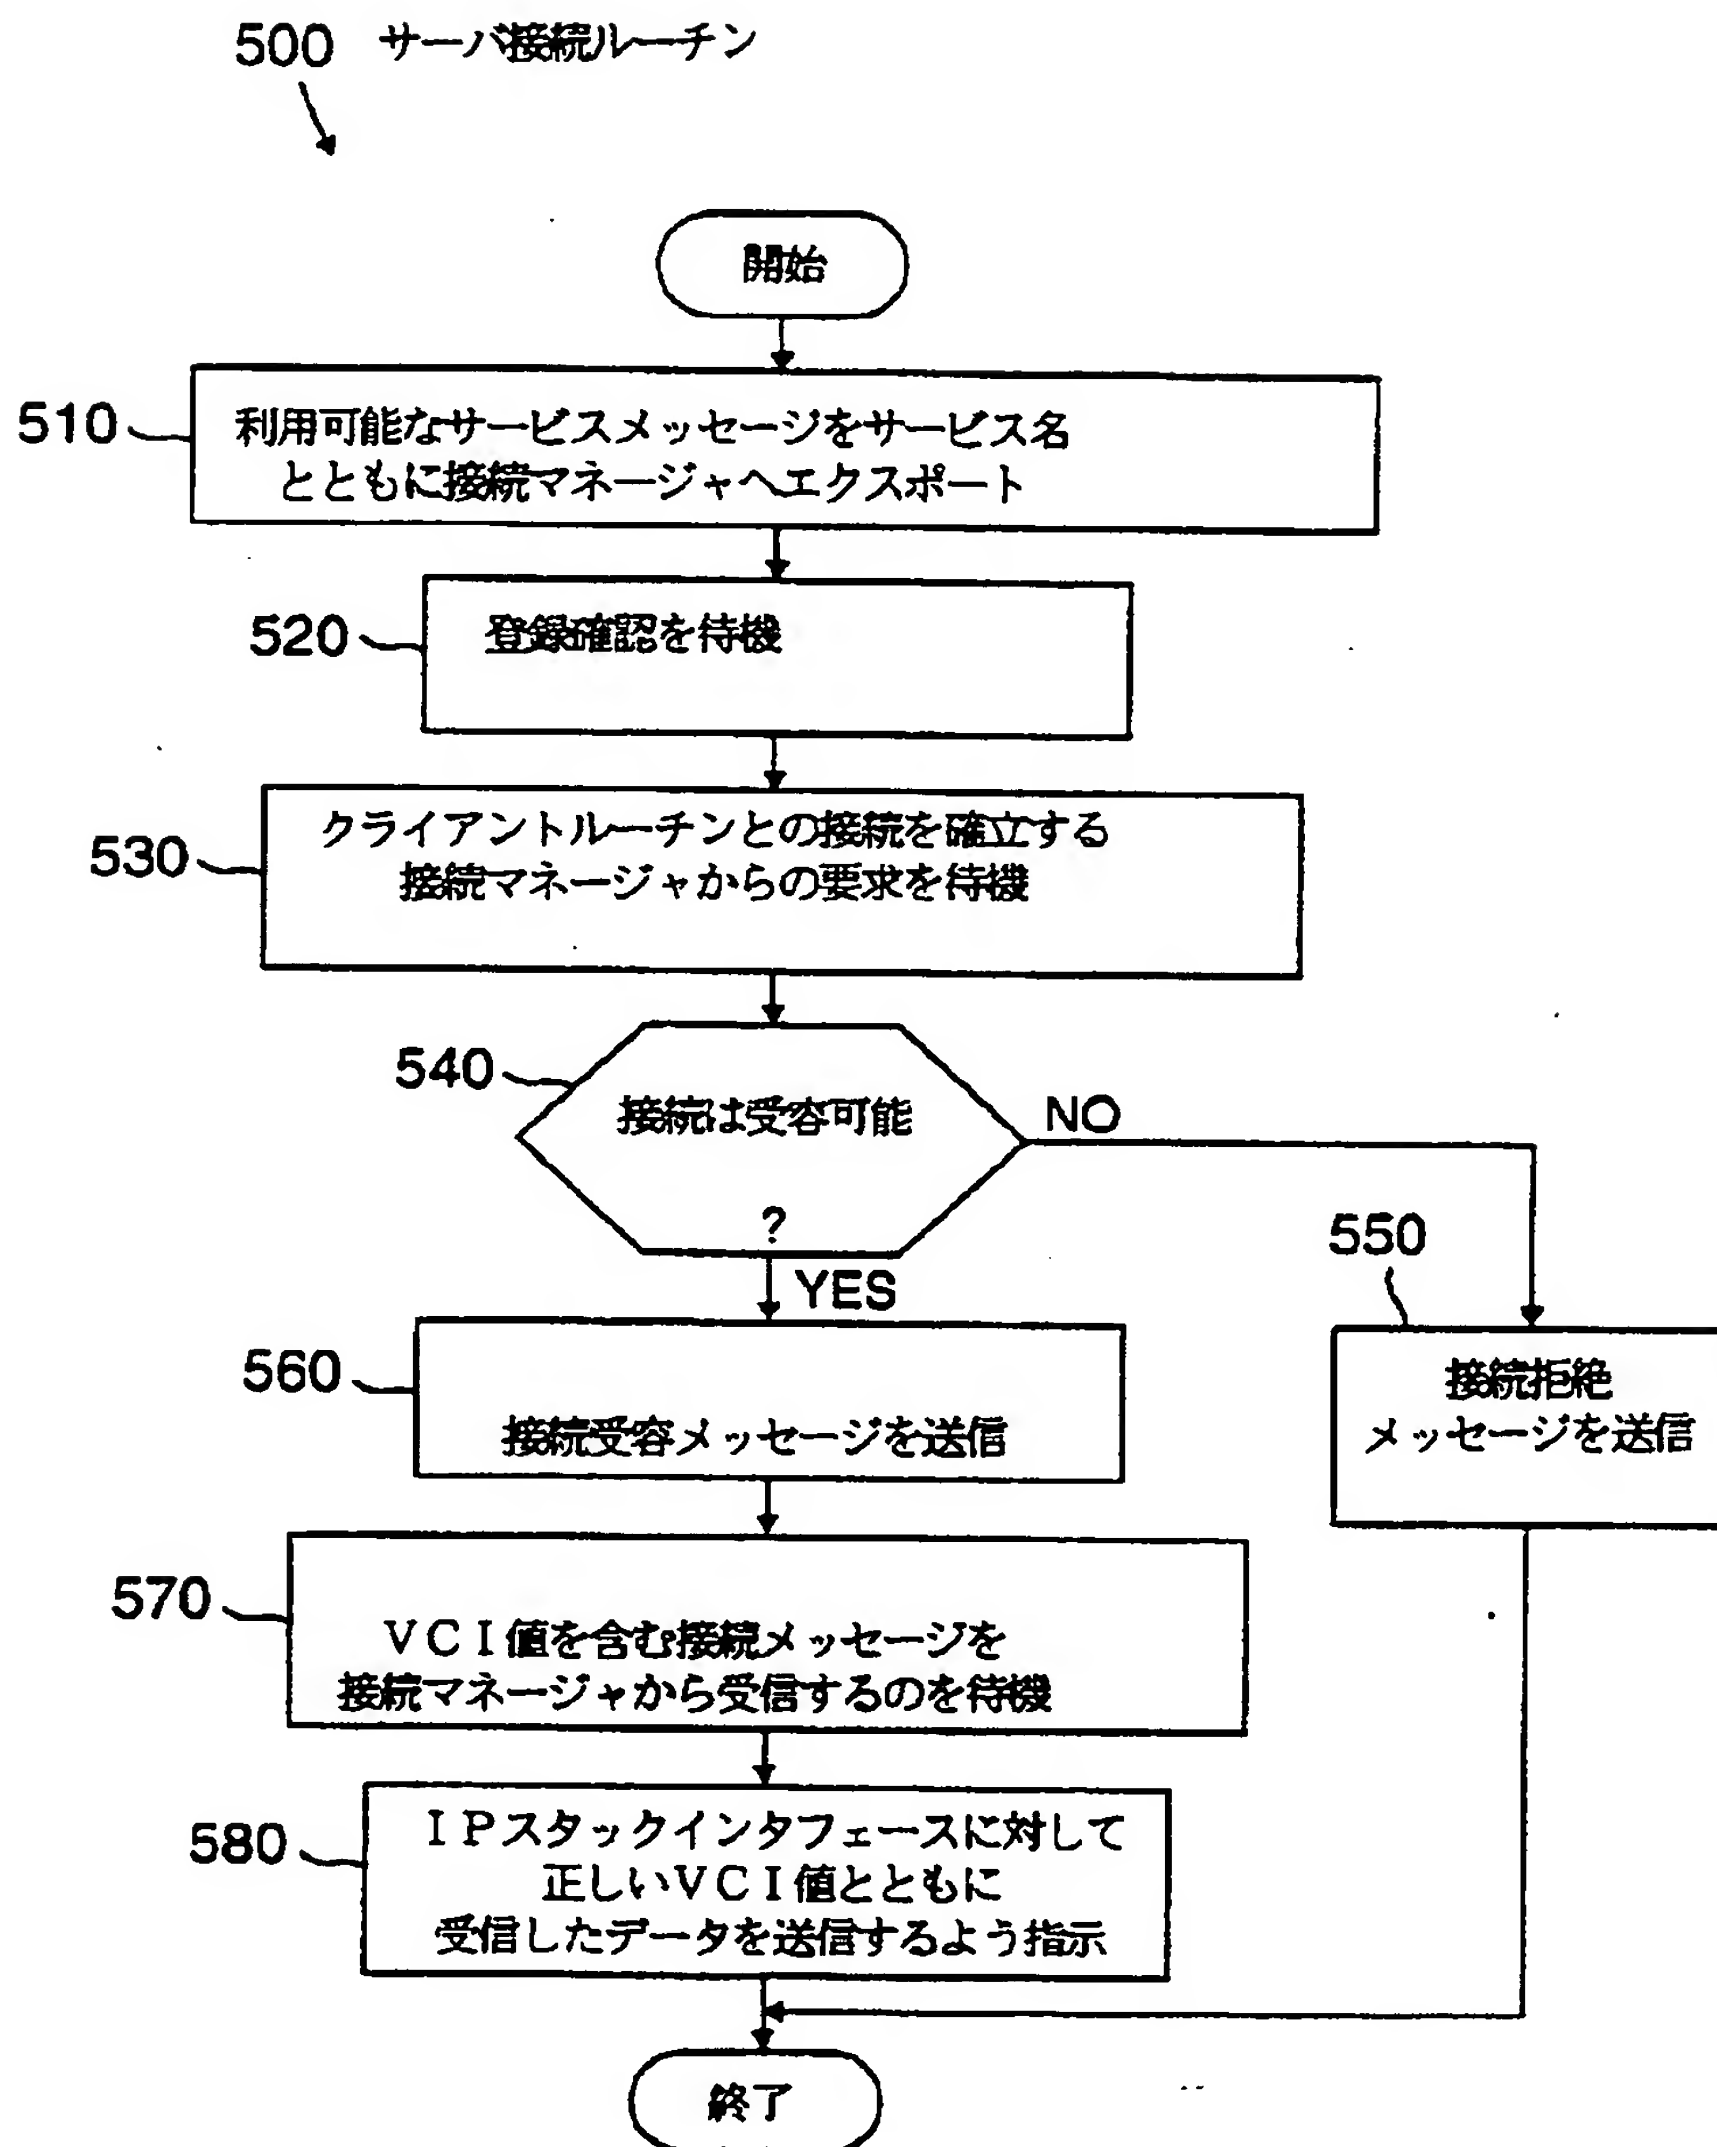 500 サーバ接続ルーチン
開始
510
利用可能なサービスメッセージをサービス名
とともに接続マネージャへエクスポート
520
登録確認を待機
530
クライアントルーチンとの接続を確立する
接続マネージャからの要求を待機
540
接続は受容可能
?
NO
YES
550
接続拒絶
メッセージを送信
560
接続受容メッセージを送信
570
ＶＣＩ値を含む接続メッセージを
接続マネージャから受信するのを待機
580
ＩＰスタックインタフェースに対して
正しいＶＣＩ値とともに
受信したデータを送信するよう指示
終了